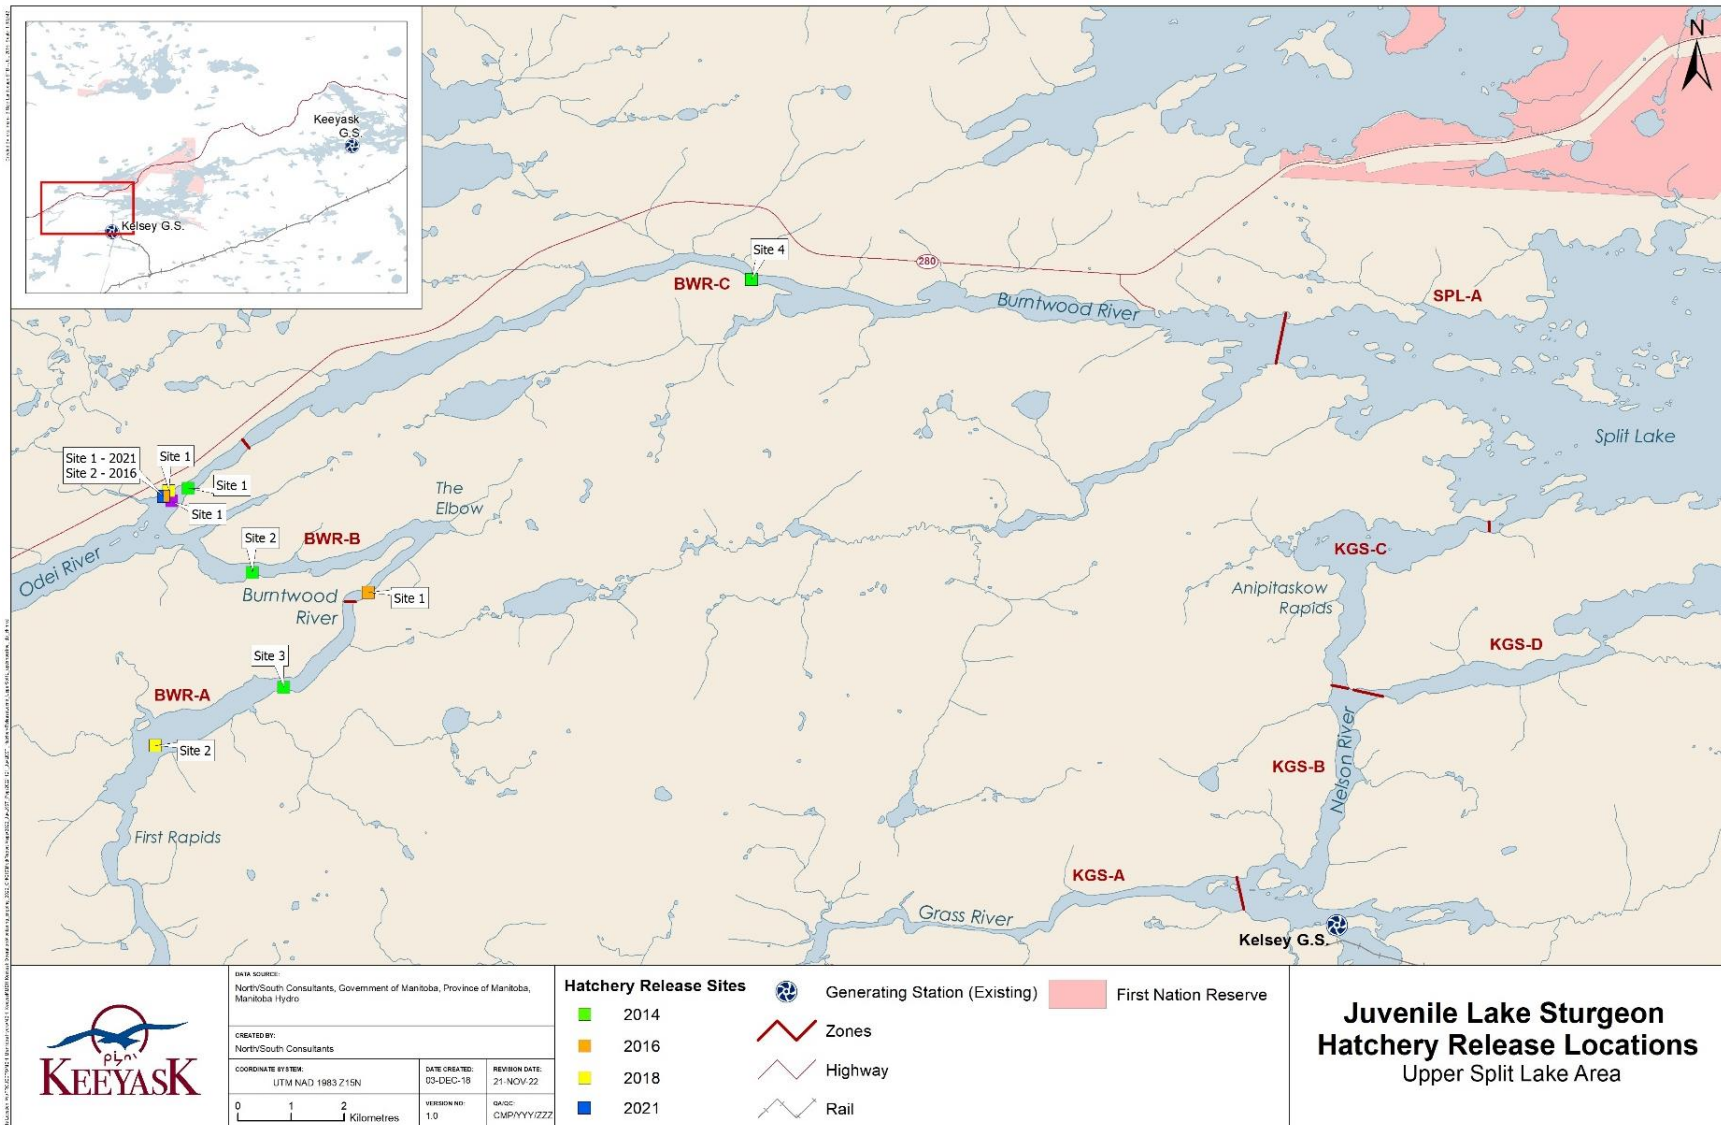 N
Keeyask
G.S.
Kelsey G.S.
Site 4
280
BWR-C
Burntwood River
SPL-A
Split Lake
Site 1 - 2021
Site 2 - 2016
Site 1
Site 1
Site 1
The
Elbow
Site 2
BWR-B
Odei River
Burntwood
River
Site 1
KGS-C
Anipitaskow
Rapids
KGS-D
Site 3
BWR-A
Site 2
Nelson River
KGS-B
First Rapids
KGS-A
Grass River
Kelsey G.S.
KEEYASK
DATA SOURCE:
North/South Consultants, Government of Manitoba, Province of Manitoba,
Manitoba Hydro
CREATED BY:
North/South Consultants
COORDINATE SYSTEM:
UTM NAD 1983 Z15N
DATE CREATED:
03-DEC-18
REVISION DATE:
21-NOV-22
0 1 2 Kilometres
VERSION NO:
1.0
QA/QC:
CMP/YYY/ZZZ
Hatchery Release Sites
2014
2016
2018
2021
Generating Station (Existing)
Zones
Highway
Rail
First Nation Reserve
Juvenile Lake Sturgeon
Hatchery Release Locations
Upper Split Lake Area